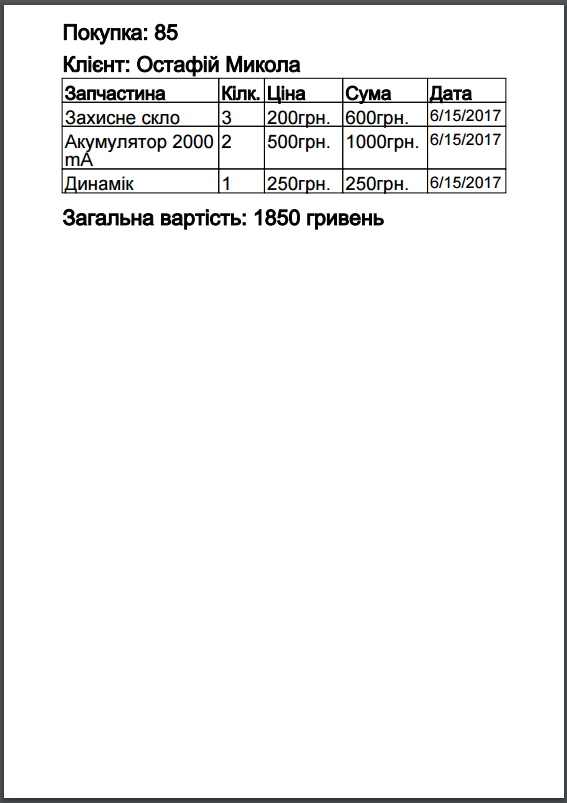 Покупка: 85
Клієнт: Остафій Микола
Запчастина Кілк. Ціна Сума Дата
Захисне скло 3 200грн. 600грн. 6/15/2017
Акумулятор 2000 2 500грн. 1000грн. 6/15/2017
mA
Динамік 1 250грн. 250грн. 6/15/2017
Загальна вартість: 1850 гривень